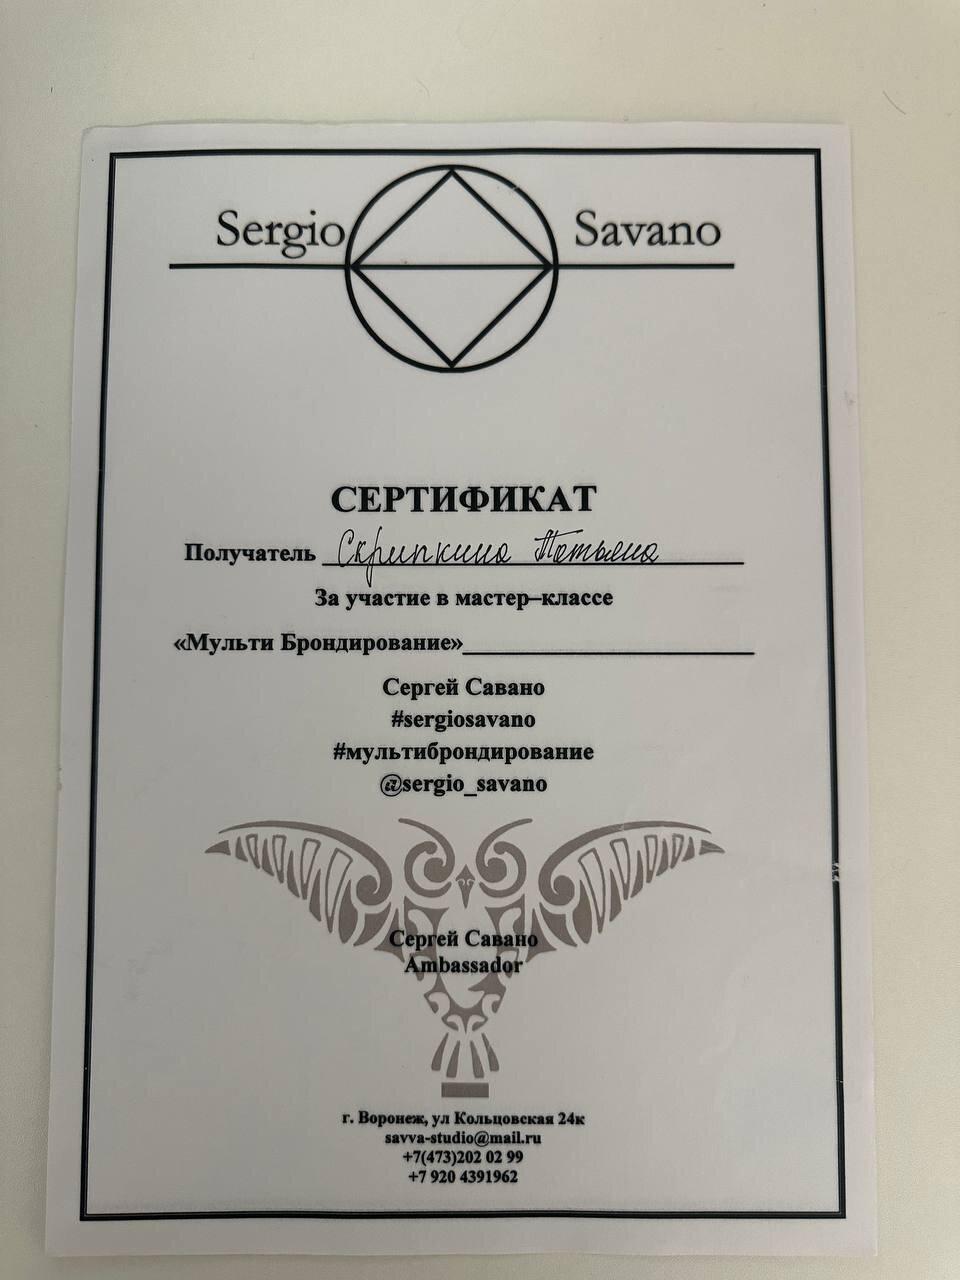 Sergio Savano
СЕРТИФИКАТ
Получатель Скрипкина Татьяна
За участие в мастер–классе
«Мульти Брондирование»
Сергей Савано
#sergiosavano
#мультиброндирование
@sergio_savano
Сергей Савано
Ambassador
г. Воронеж, ул Кольцовская 24к
savva-studio@mail.ru
+7(473)202 02 99
+7 920 4391962